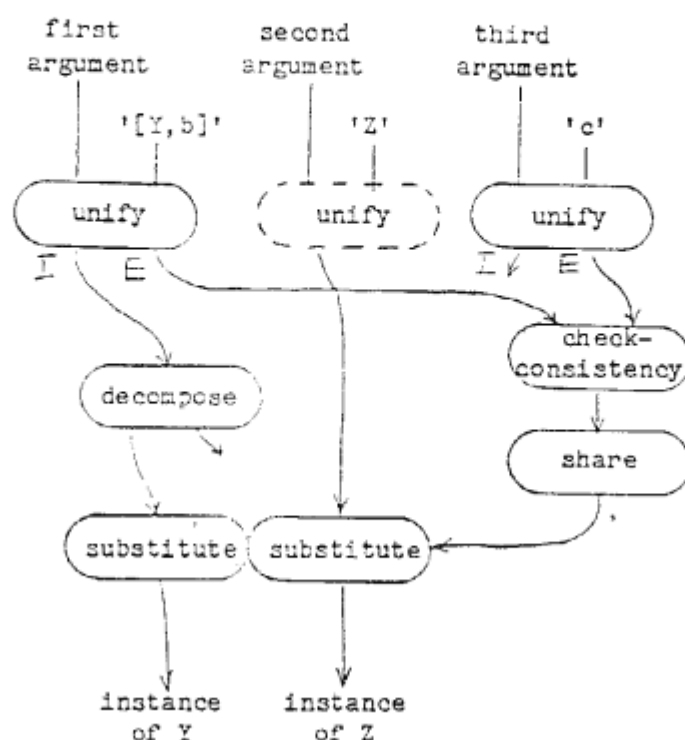 first
argument
second
argument
third
argument
'[Y,b]'
'Z'
'c'
unify
unify
unify
I
E
I
E
check-
consistency
decompose
share
substitute
substitute
instance
of Y
instance
of Z